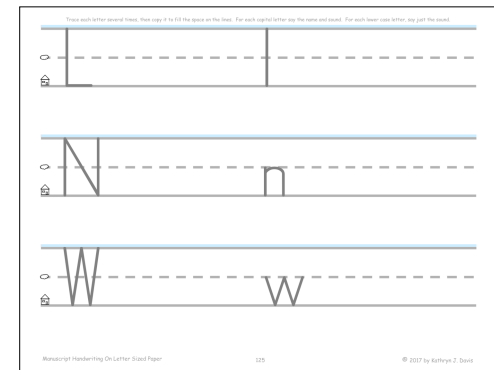 Trace each letter several times, then copy it to fill the space on the lines. For each capital letter say the name and sound. For each lower case letter, say just the sound.
L l
N n
W w
Manuscript Handwriting On Letter Sized Paper 125 © 2017 by Kathryn J. Davis